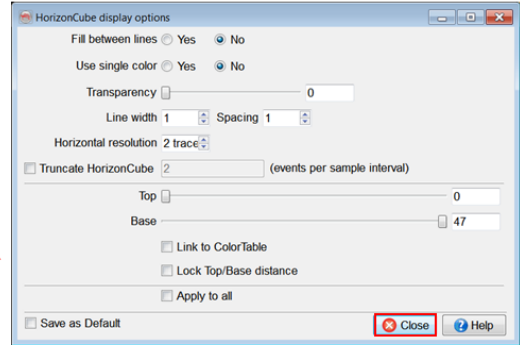 HorizonCube display options
Fill between lines Yes No
Use single color Yes No
Transparency 0
Line width 1 Spacing 1
Horizontal resolution 2 trace
Truncate HorizonCube 2 (events per sample interval)
Top 0
Base 47
Link to ColorTable
Lock Top/Base distance
Apply to all
Save as Default Close Help